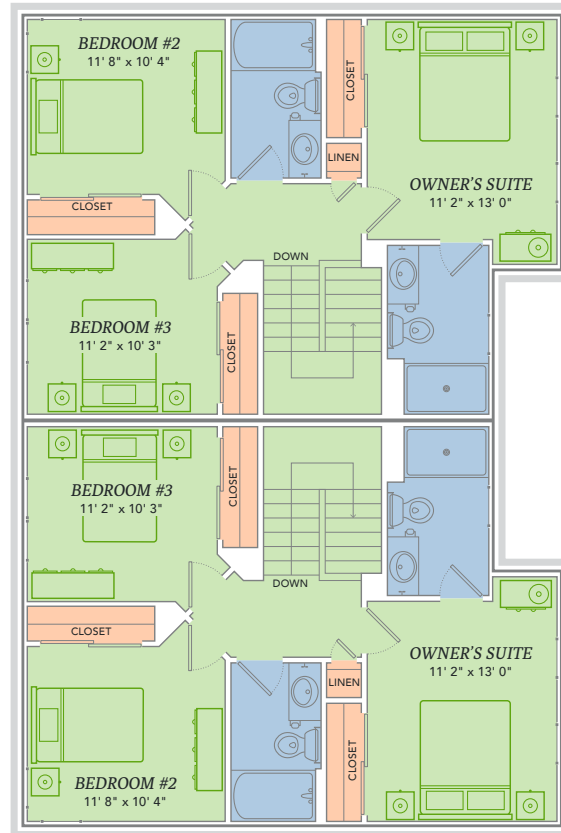 BEDROOM #2
11' 8" x 10' 4"
CLOSET
LINEN
OWNER'S SUITE
11' 2" x 13' 0"
CLOSET
DOWN
BEDROOM #3
11' 2" x 10' 3"
CLOSET
BEDROOM #3
11' 2" x 10' 3"
CLOSET
DOWN
CLOSET
OWNER'S SUITE
11' 2" x 13' 0"
LINEN
CLOSET
BEDROOM #2
11' 8" x 10' 4"